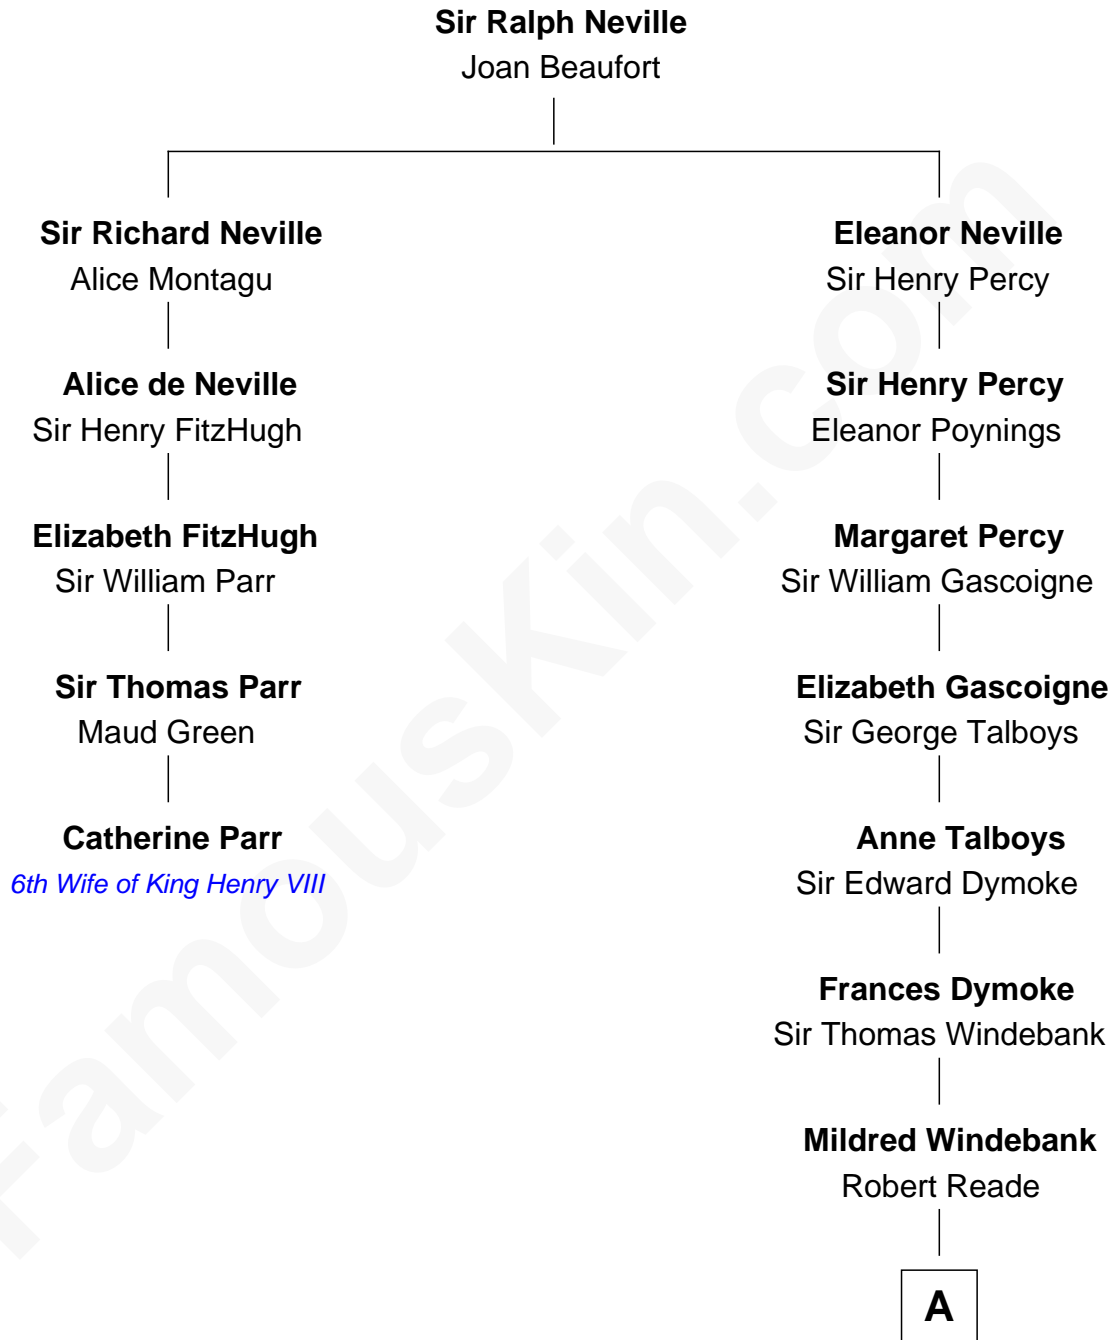 Sir Ralph Neville
Joan Beaufort
Sir Richard Neville
Alice Montagu
Alice de Neville
Sir Henry FitzHugh
Elizabeth FitzHugh
Sir William Parr
Sir Thomas Parr
Maud Green
Catherine Parr
6th Wife of King Henry VIII
Eleanor Neville
Sir Henry Percy
Sir Henry Percy
Eleanor Poynings
Margaret Percy
Sir William Gascoigne
Elizabeth Gascoigne
Sir George Talboys
Anne Talboys
Sir Edward Dymoke
Frances Dymoke
Sir Thomas Windebank
Mildred Windebank
Robert Reade
A
FamousKin.com